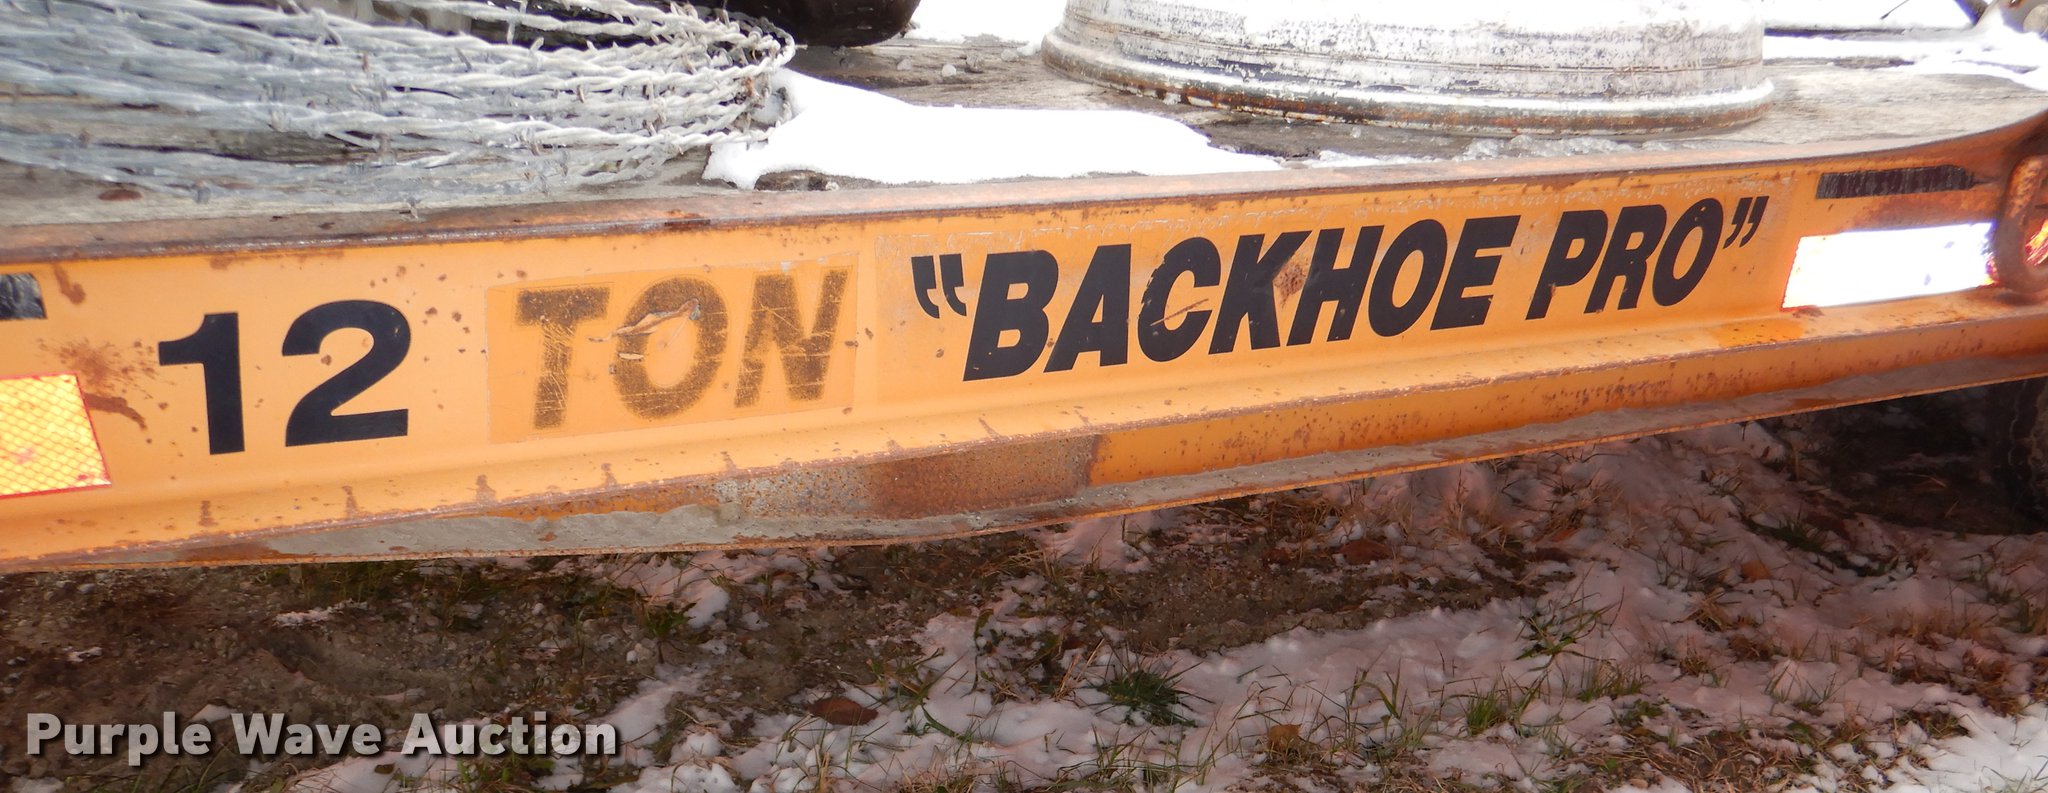 12 TON “BACKHOE PRO”
Purple Wave Auction